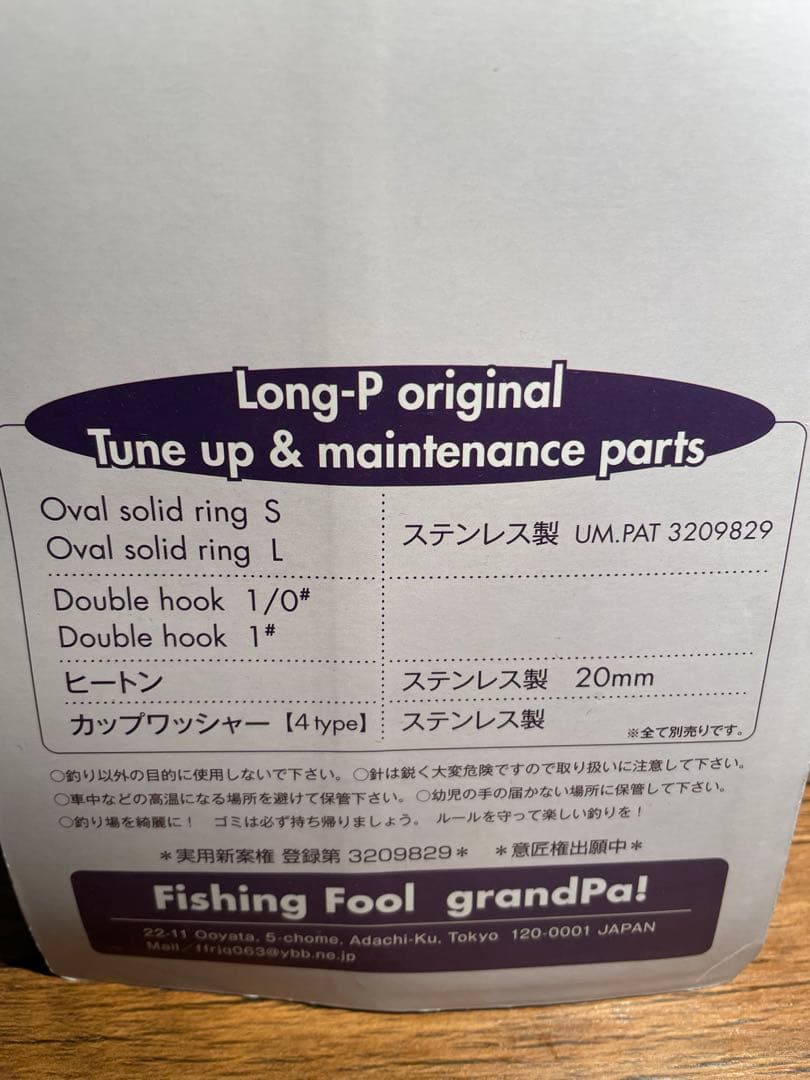 Long-P original
Tune up & maintenance parts
Oval solid ring S
Oval solid ring L
ステンレス製 UM.PAT 3209829
Double hook 1/0#
Double hook 1#
ヒートン ステンレス製 20mm
カップワッシャー【4 type】 ステンレス製 ※全て別売りです。
○釣り以外の目的に使用しないで下さい。○針は鋭く大変危険ですので取り扱いに注意して下さい。
○車中などの高温になる場所を避けて保管下さい。○幼児の手の届かない場所に保管して下さい。
○釣り場を綺麗に! ゴミは必ず持ち帰りましょう。 ルールを守って楽しい釣りを!
＊実用新案権 登録第 3209829＊ ＊意匠権出願中＊
Fishing Fool grandPa!
22-11 Ooyata, 5-chome, Adachi-Ku, Tokyo 120-0001 JAPAN
Mail／ffrjq063@ybb.ne.jp